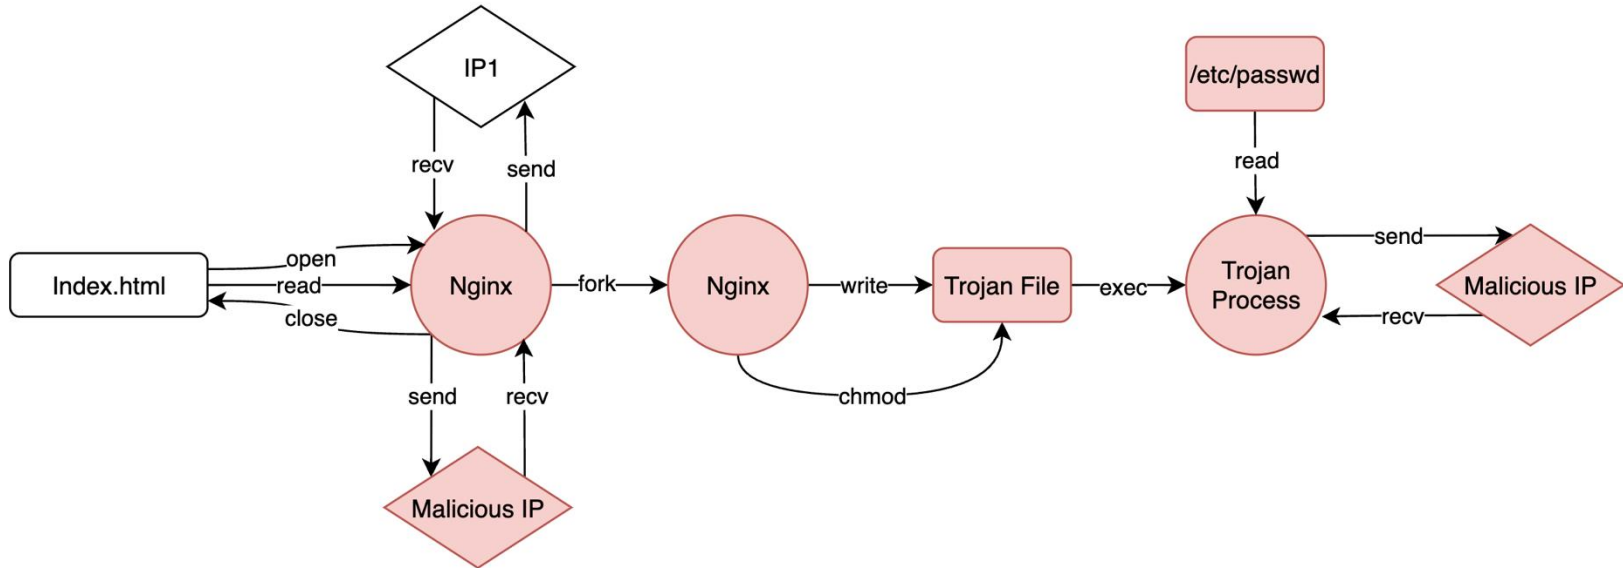 IP1
/etc/passwd
recv
send
read
open
send
Index.html
read
Nginx
fork
Nginx
write
Trojan File
exec
Trojan
Process
Malicious IP
close
recv
send
recv
chmod
Malicious IP